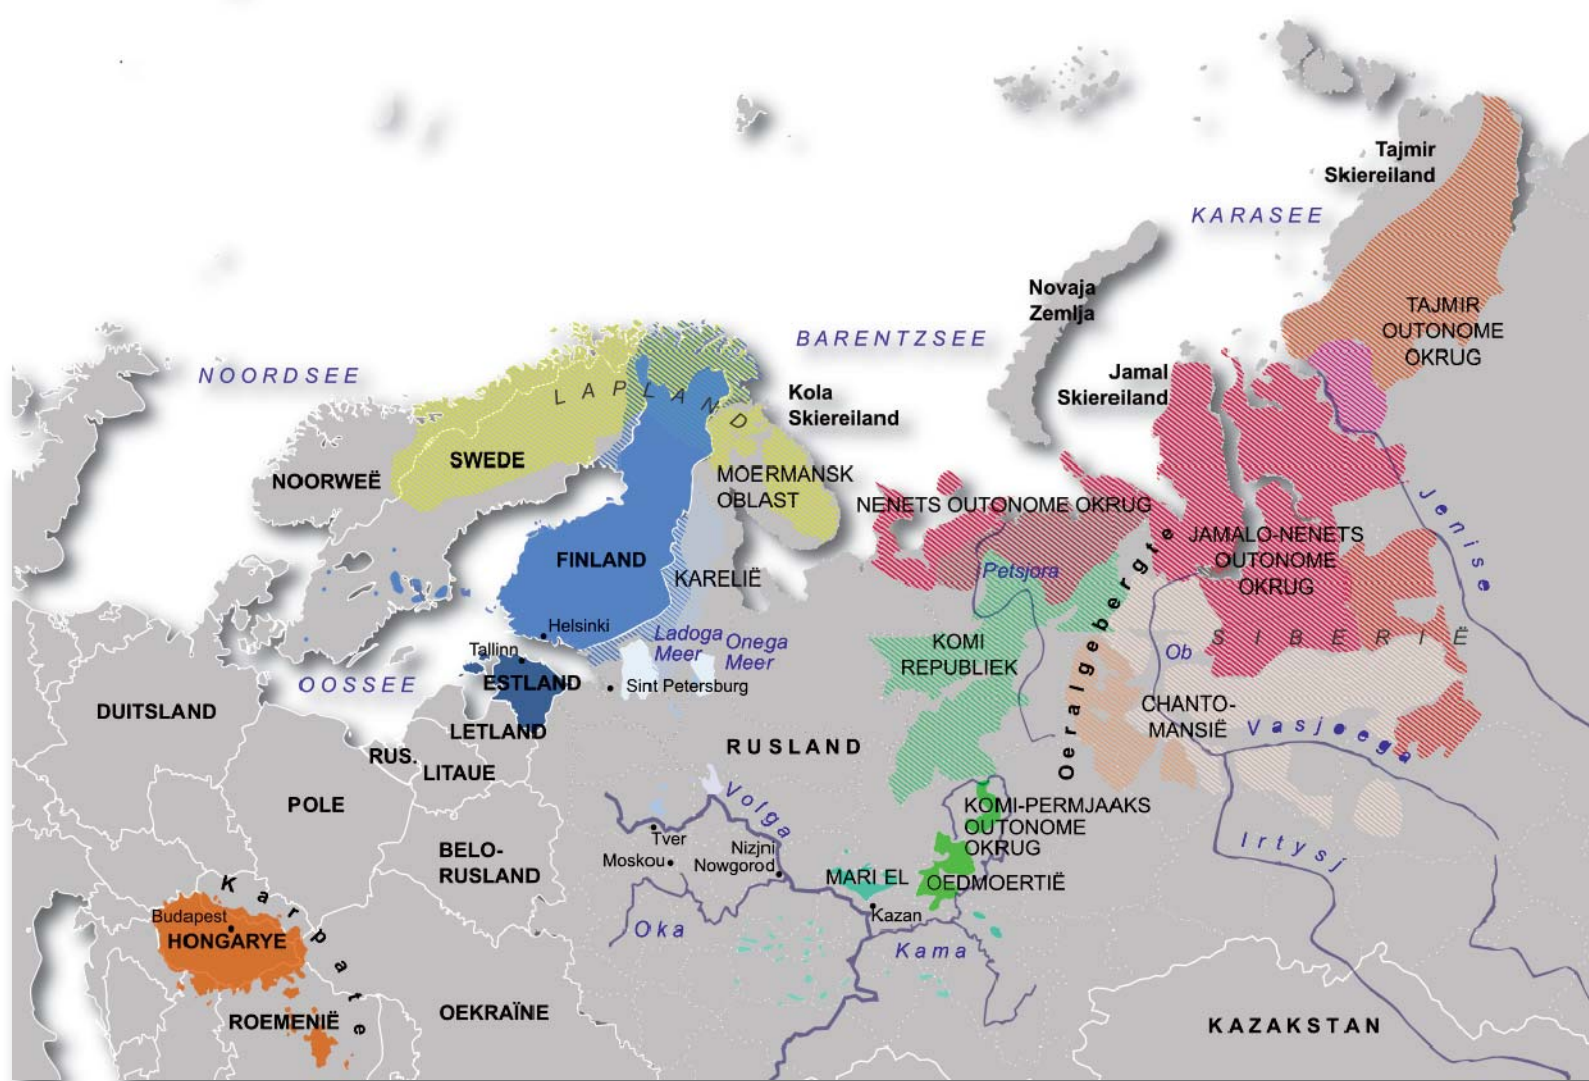 Tajmir
Skiereiland
KARASEE
Novaja
Zemlja
TAJMIR
OUTONOME
OKRUG
BARENTZSEE
NOORDSEE
Jamal
Skiereiland
LAPLAND
Kola
Skiereiland
SWEDE
NOORWEË
MOERMANSK
OBLAST
NENETS OUTONOME OKRUG
Jenise
JAMALO-NENETS
OUTONOME
OKRUG
FINLAND
KARELIË
Petsjora
Oeralgebergte
Helsinki
Ladoga
Meer
Onega
Meer
KOMI
REPUBLIEK
SIBERIË
Ob
Tallinn
ESTLAND
Sint Petersburg
OOSSEE
DUITSLAND
LETLAND
CHANTO-
MANSIË
Vasjoega
RUS.
LITAUE
RUSLAND
POLE
Volga
KOMI-PERMJAAKS
OUTONOME
OKRUG
Tver
Moskou
Nizjni
Nowgorod
Irtysj
BELO-
RUSLAND
MARI EL
OEDMOERTIË
Karpate
Budapest
HONGARYE
Kazan
Oka
Kama
ROEMENIË
OEKRAÏNE
KAZAKSTAN